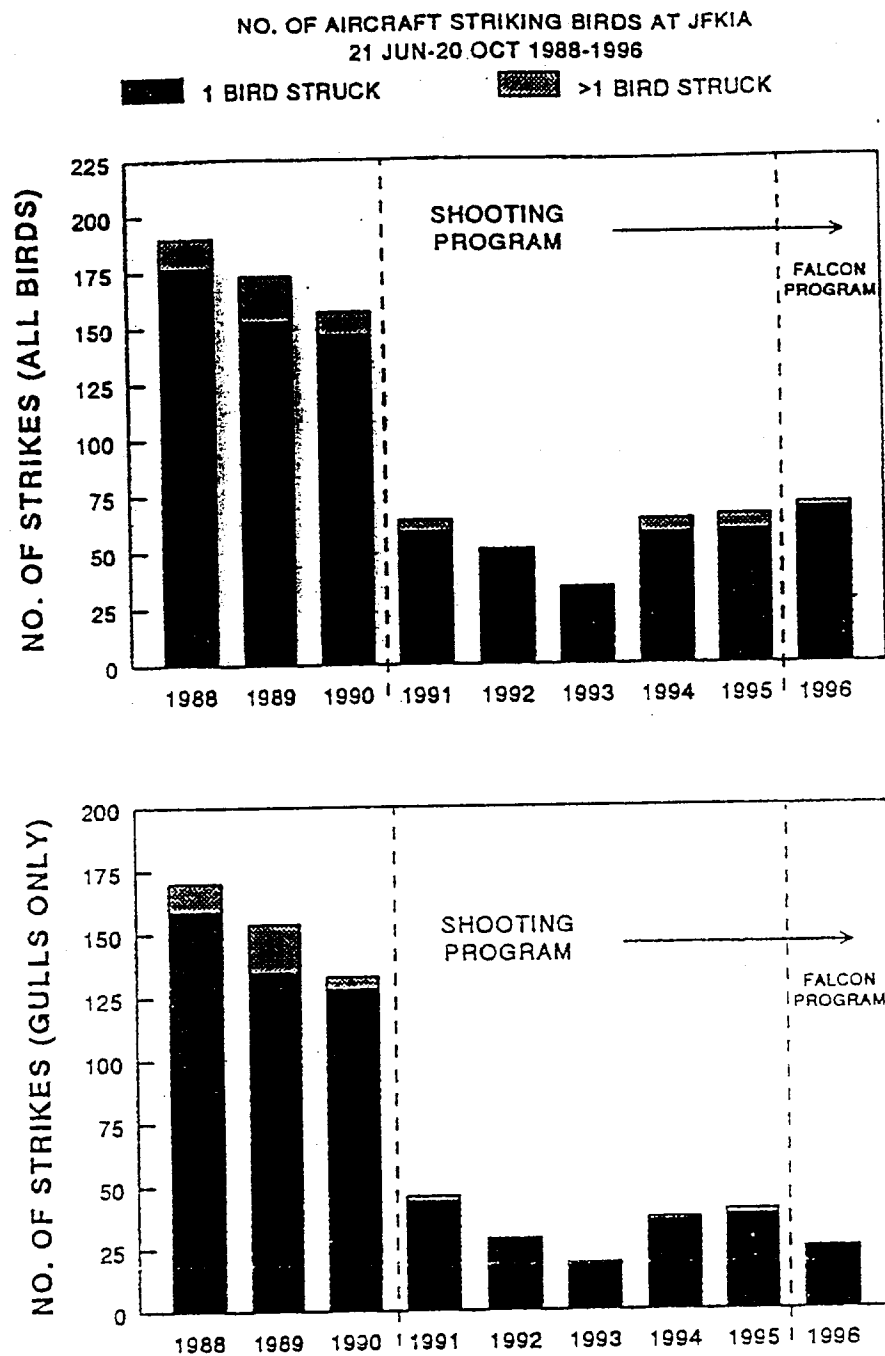 NO. OF AIRCRAFT STRIKING BIRDS AT JFKIA
21 JUN-20 OCT 1988-1996
1 BIRD STRUCK
>1 BIRD STRUCK
NO. OF STRIKES (ALL BIRDS)
225
200
175
150
125
100
75
50
25
0
SHOOTING
PROGRAM
FALCON
PROGRAM
1988 1989 1990 1991 1992 1993 1994 1995 1996
NO. OF STRIKES (GULLS ONLY)
200
175
150
125
100
75
50
25
0
SHOOTING
PROGRAM
FALCON
PROGRAM
1988 1989 1990 1991 1992 1993 1994 1995 1996